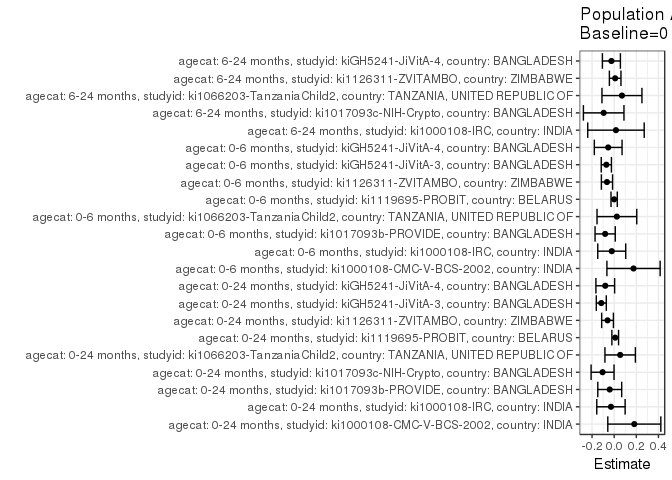 Population
Baseline=0
agecat: 6-24 months, studyid: kiGH5241-JiVitA-4, country: BANGLADESH
agecat: 6-24 months, studyid: ki1126311-ZVITAMBO, country: ZIMBABWE
agecat: 6-24 months, studyid: ki1066203-TanzaniaChild2, country: TANZANIA, UNITED REPUBLIC OF
agecat: 6-24 months, studyid: ki1017093c-NIH-Crypto, country: BANGLADESH
agecat: 6-24 months, studyid: ki1000108-IRC, country: INDIA
agecat: 0-6 months, studyid: kiGH5241-JiVitA-4, country: BANGLADESH
agecat: 0-6 months, studyid: kiGH5241-JiVitA-3, country: BANGLADESH
agecat: 0-6 months, studyid: ki1126311-ZVITAMBO, country: ZIMBABWE
agecat: 0-6 months, studyid: ki1119695-PROBIT, country: BELARUS
agecat: 0-6 months, studyid: ki1066203-TanzaniaChild2, country: TANZANIA, UNITED REPUBLIC OF
agecat: 0-6 months, studyid: ki1017093b-PROVIDE, country: BANGLADESH
agecat: 0-6 months, studyid: ki1000108-IRC, country: INDIA
agecat: 0-6 months, studyid: ki1000108-CMC-V-BCS-2002, country: INDIA
agecat: 0-24 months, studyid: kiGH5241-JiVitA-4, country: BANGLADESH
agecat: 0-24 months, studyid: kiGH5241-JiVitA-3, country: BANGLADESH
agecat: 0-24 months, studyid: ki1126311-ZVITAMBO, country: ZIMBABWE
agecat: 0-24 months, studyid: ki1119695-PROBIT, country: BELARUS
agecat: 0-24 months, studyid: ki1066203-TanzaniaChild2, country: TANZANIA, UNITED REPUBLIC OF
agecat: 0-24 months, studyid: ki1017093c-NIH-Crypto, country: BANGLADESH
agecat: 0-24 months, studyid: ki1017093b-PROVIDE, country: BANGLADESH
agecat: 0-24 months, studyid: ki1000108-IRC, country: INDIA
agecat: 0-24 months, studyid: ki1000108-CMC-V-BCS-2002, country: INDIA
-0.2 0.0 0.2 0.4
Estimate